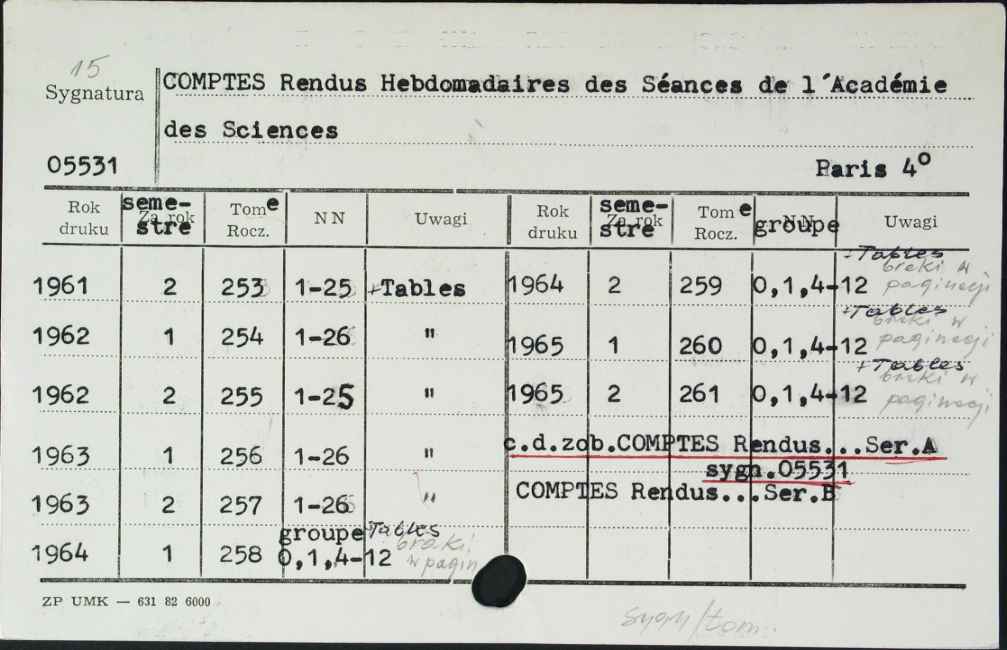 15
Sygnatura
COMPTES Rendus Hebdomadaires des Séances de l´Académie
des Sciences
05531
Paris 4°
Rok druku | Za rok seme-stre | Tome Rocz. | NN | Uwagi | Rok druku | Za rok seme-stre | Tome Rocz. | NN groupe | Uwagi
1961 2 253 1-25 +Tables
1962 1 254 1-26 "
1962 2 255 1-25 "
1963 1 256 1-26 "
1963 2 257 1-26 "
1964 1 258 groupe 0,1,4-12 Tables braki w pagin
1964 2 259 0,1,4-12 +Tables braki w paginacji
1965 1 260 0,1,4-12 +Tables braki w paginacji
1965 2 261 0,1,4-12 +Tables braki w paginacji
c.d.zob.COMPTES Rendus...Ser.A
sygn.05531
COMPTES Rendus...Ser.B
ZP UMK — 631 82 6000
sygn/tom.